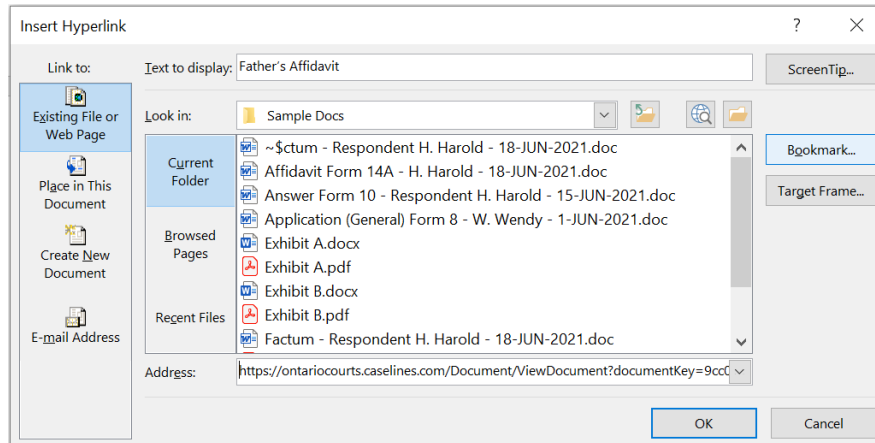 Insert Hyperlink
?
Link to:
Text to display: Father's Affidavit
ScreenTip...
Existing File or
Web Page
Look in: Sample Docs
Current
Folder
~$ctum - Respondent H. Harold - 18-JUN-2021.doc
Bookmark...
Affidavit Form 14A - H. Harold - 18-JUN-2021.doc
Place in This
Document
Answer Form 10 - Respondent H. Harold - 15-JUN-2021.doc
Target Frame...
Application (General) Form 8 - W. Wendy - 1-JUN-2021.doc
Browsed
Pages
Exhibit A.docx
Create New
Document
Exhibit A.pdf
Exhibit B.docx
Exhibit B.pdf
Recent Files
E-mail Address
Factum - Respondent H. Harold - 18-JUN-2021.doc
Address: https://ontariocourts.caselines.com/Document/ViewDocument?documentKey=9cc0
OK
Cancel